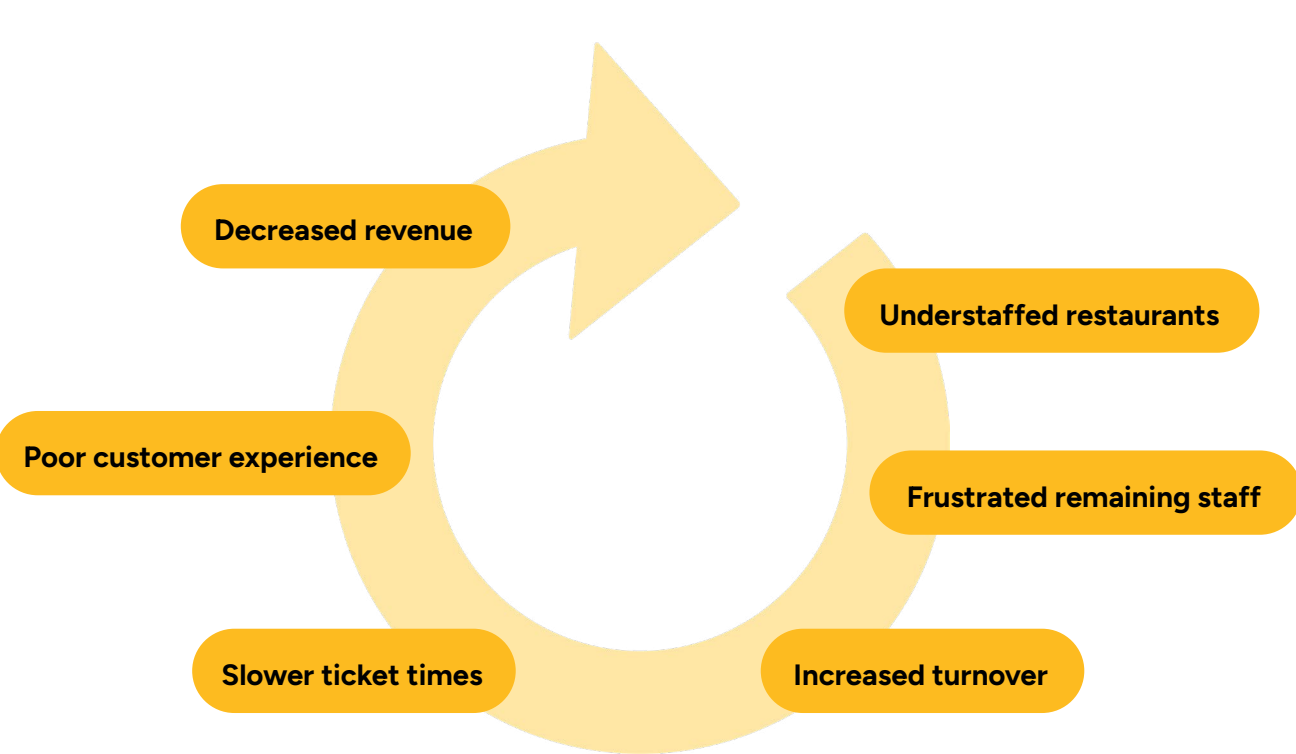 Decreased revenue
Understaffed restaurants
Poor customer experience
Frustrated remaining staff
Slower ticket times
Increased turnover